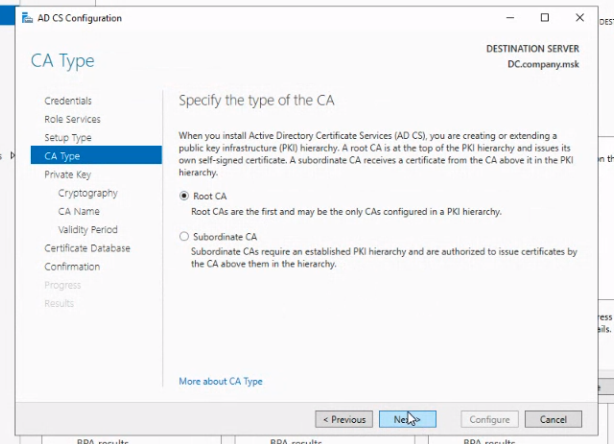 AD CS Configuration
CA Type
DESTINATION SERVER
DC.company.msk
Credentials
Role Services
Setup Type
CA Type
Private Key
Cryptography
CA Name
Validity Period
Certificate Database
Confirmation
Progress
Results
Specify the type of the CA
When you install Active Directory Certificate Services (AD CS), you are creating or extending a
public key infrastructure (PKI) hierarchy. A root CA is at the top of the PKI hierarchy and issues its
own self-signed certificate. A subordinate CA receives a certificate from the CA above it in the PKI
hierarchy.
Root CA
Root CAs are the first and may be the only CAs configured in a PKI hierarchy.
Subordinate CA
Subordinate CAs require an established PKI hierarchy and are authorized to issue certificates by
the CA above them in the hierarchy.
More about CA Type
< Previous
Next >
Configure
Cancel
BPA results
BPA results
BPA results